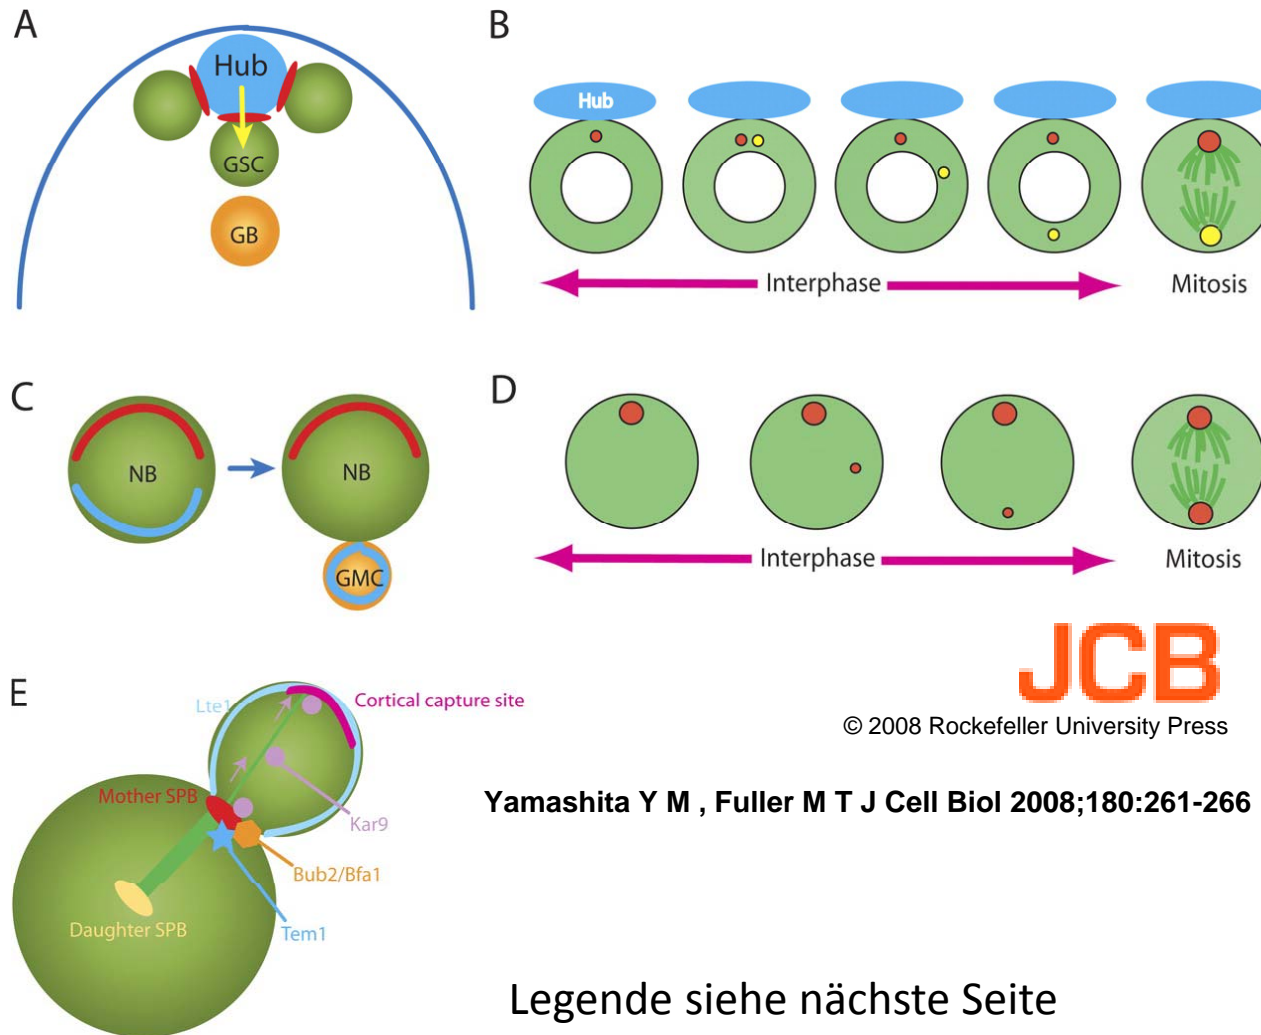 A
Hub
GSC
GB
B
Hub
Interphase
Mitosis
C
NB
NB
GMC
D
Interphase
Mitosis
E
Lte1
Cortical capture site
Mother SPB
Kar9
Bub2/Bfa1
Daughter SPB
Tem1
JCB
© 2008 Rockefeller University Press
Yamashita Y M , Fuller M T J Cell Biol 2008;180:261-266
Legende siehe nächste Seite